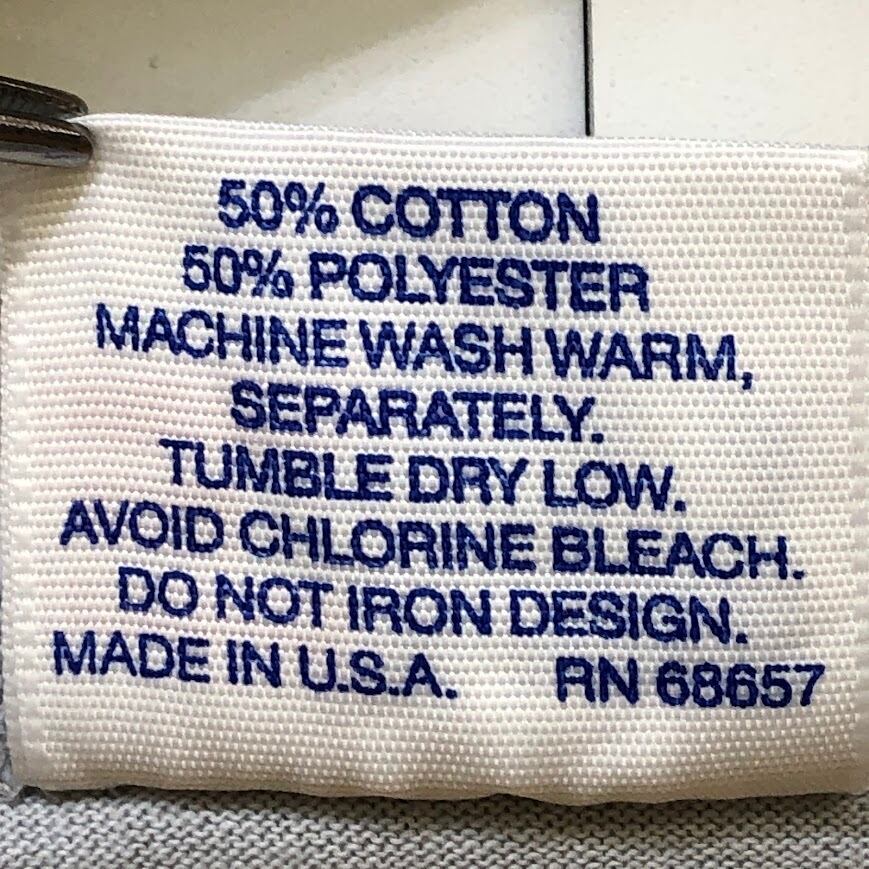 50% COTTON
50% POLYESTER
MACHINE WASH WARM,
SEPARATELY.
TUMBLE DRY LOW.
AVOID CHLORINE BLEACH.
DO NOT IRON DESIGN.
MADE IN U.S.A. RN 68657